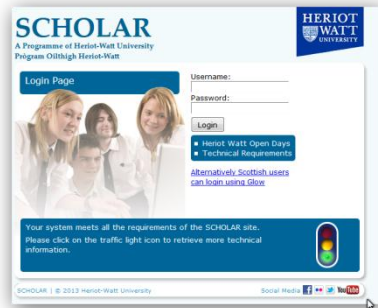 SCHOLAR
A Programme of Heriot-Watt University
Prògram Oilthigh Heriot-Watt
HERIOT
WATT
UNIVERSITY
Login Page
Username:
Password:
Login
Heriot Watt Open Days
Technical Requirements
Alternatively Scottish users
can login using Glow
Your system meets all the requirements of the SCHOLAR site.
Please click on the traffic light icon to retrieve more technical
information.
SCHOLAR | © 2013 Heriot-Watt University
Social Media
YouTube